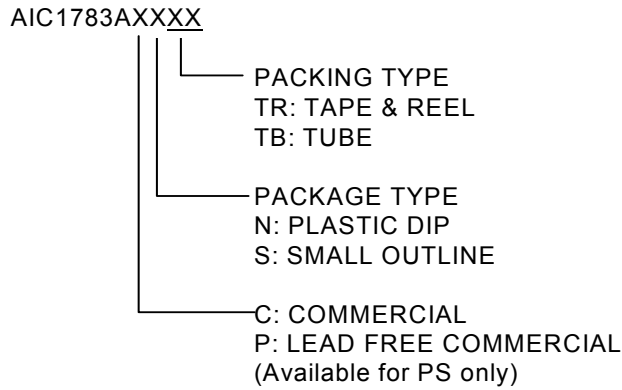 AIC1783AXXXX
PACKING TYPE
TR: TAPE & REEL
TB: TUBE
PACKAGE TYPE
N: PLASTIC DIP
S: SMALL OUTLINE
C: COMMERCIAL
P: LEAD FREE COMMERCIAL
(Available for PS only)